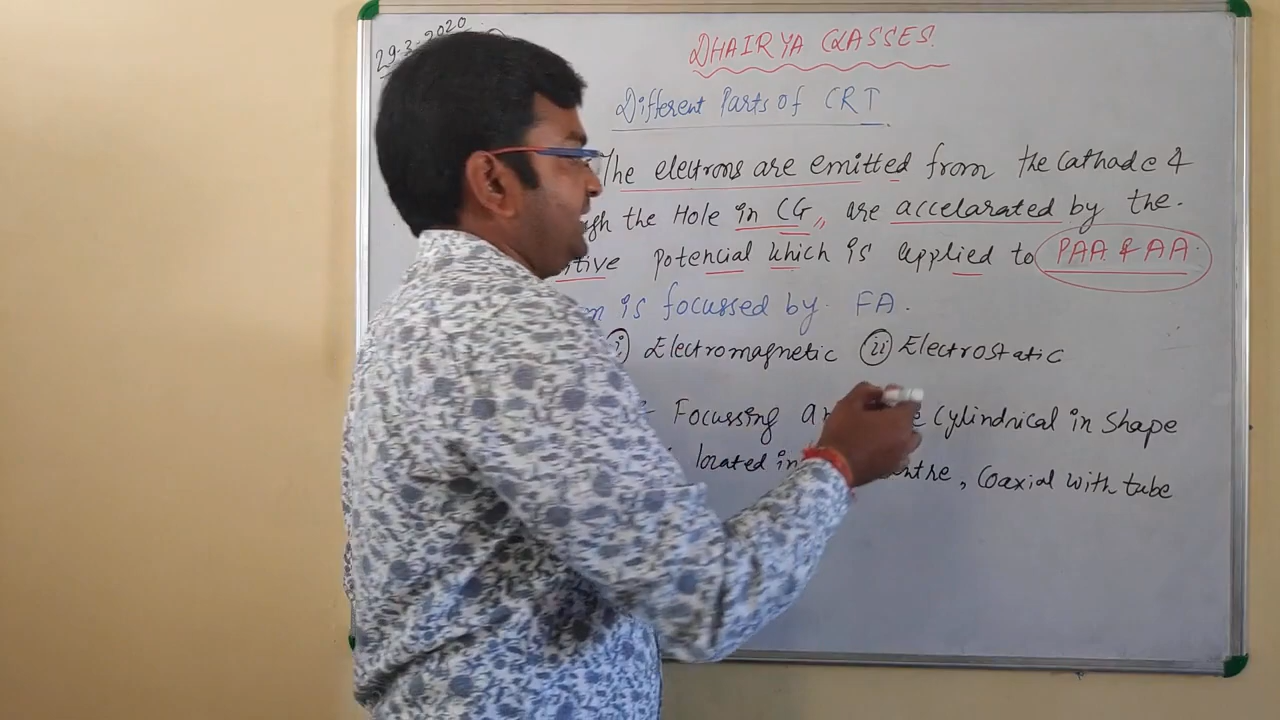 29-3-2020
DHAIRYA CLASSES.
Different Parts of CRT
The electrons are emitted from the Cathode &
the Hole in CG,, are accelarated by the.
potencial which is applied to PAA & AA.
is focussed by. FA.
i) Electromagnetic (ii) Electrostatic
Focussing cylindrical in shape
located in , Coaxial with tube